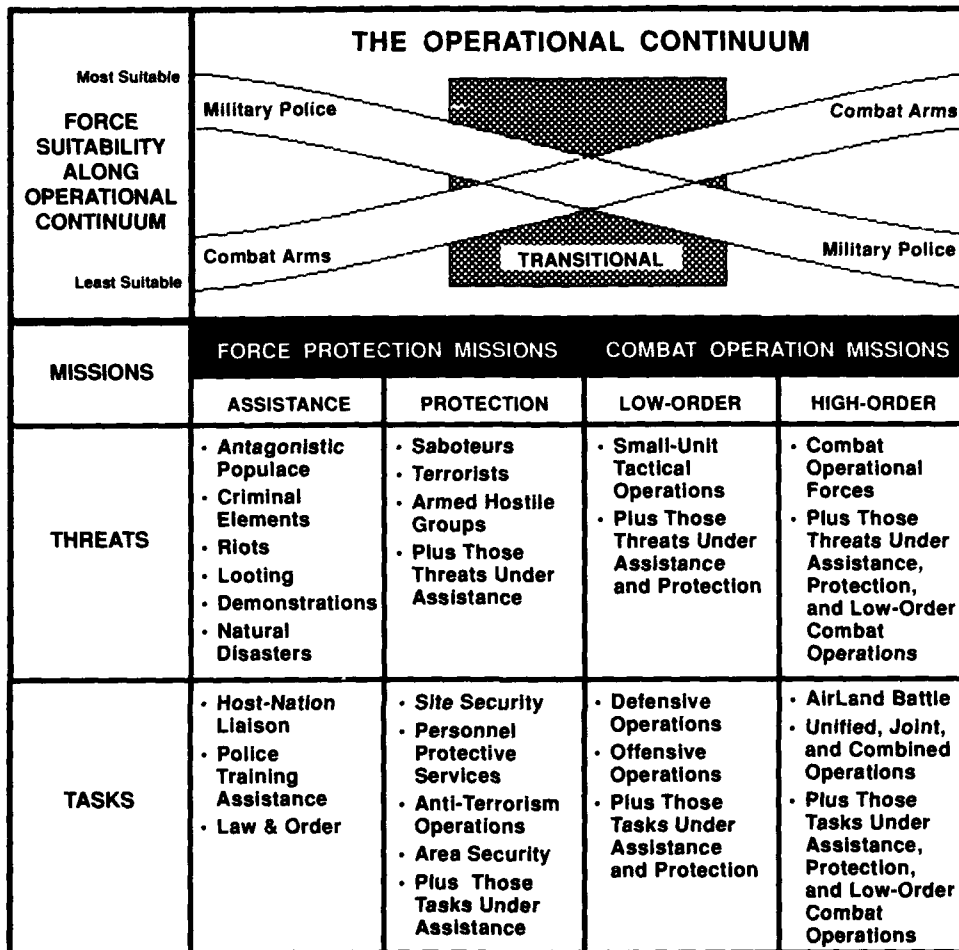 THE OPERATIONAL CONTINUUM
Most Suitable
Military Police
Combat Arms
FORCE
SUITABILITY
ALONG
OPERATIONAL
CONTINUUM
Combat Arms
TRANSITIONAL
Military Police
Least Suitable
MISSIONS
FORCE PROTECTION MISSIONS
COMBAT OPERATION MISSIONS
ASSISTANCE
PROTECTION
LOW-ORDER
HIGH-ORDER
THREATS
· Antagonistic
Populace
· Criminal
Elements
· Riots
· Looting
· Demonstrations
· Natural
Disasters
· Saboteurs
· Terrorists
· Armed Hostile
Groups
· Plus Those
Threats Under
Assistance
· Small-Unit
Tactical
Operations
· Plus Those
Threats Under
Assistance
and Protection
· Combat
Operational
Forces
· Plus Those
Threats Under
Assistance,
Protection,
and Low-Order
Combat
Operations
TASKS
· Host-Nation
Liaison
· Police
Training
Assistance
· Law & Order
· Site Security
· Personnel
Protective
Services
· Anti-Terrorism
Operations
· Area Security
· Plus Those
Tasks Under
Assistance
· Defensive
Operations
· Offensive
Operations
· Plus Those
Tasks Under
Assistance
and Protection
· AirLand Battle
· Unified, Joint,
and Combined
Operations
· Plus Those
Tasks Under
Assistance,
Protection,
and Low-Order
Combat
Operations